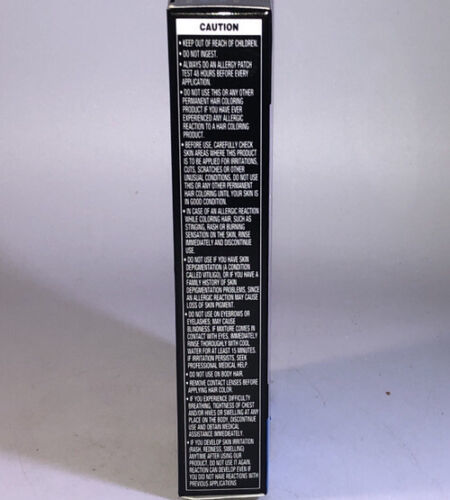 CAUTION
• KEEP OUT OF REACH OF CHILDREN.
• DO NOT INGEST.
• ALWAYS DO AN ALLERGY PATCH
TEST 48 HOURS BEFORE EVERY
APPLICATION.
• DO NOT USE THIS OR ANY OTHER
PERMANENT HAIR COLORING
PRODUCT IF YOU HAVE EVER
EXPERIENCED ANY ALLERGIC
REACTION TO A HAIR COLORING
PRODUCT.
• BEFORE USE, CAREFULLY CHECK
SKIN AREAS WHERE THIS PRODUCT
IS TO BE APPLIED FOR IRRITATIONS,
CUTS, SCRATCHES OR OTHER
UNUSUAL CONDITIONS. DO NOT USE
THIS OR ANY OTHER PERMANENT
HAIR COLORING UNTIL YOUR SKIN IS
IN GOOD CONDITION.
• IN CASE OF AN ALLERGIC REACTION
WHILE COLORING HAIR, SUCH AS
STINGING, RASH OR BURNING
SENSATION ON THE SKIN, RINSE
IMMEDIATELY AND DISCONTINUE
USE.
• DO NOT USE IF YOU HAVE SKIN
DEPIGMENTATION (A CONDITION
CALLED VITILIGO), OR IF YOU HAVE A
FAMILY HISTORY OF SKIN
DEPIGMENTATION PROBLEMS, SINCE
AN ALLERGIC REACTION MAY CAUSE
LOSS OF SKIN PIGMENT.
• DO NOT USE ON EYEBROWS OR
EYELASHES; MAY CAUSE
BLINDNESS. IF MIXTURE COMES IN
CONTACT WITH EYES, IMMEDIATELY
RINSE THOROUGHLY WITH COOL
WATER FOR AT LEAST 15 MINUTES.
IF IRRITATION PERSISTS, SEEK
PROFESSIONAL MEDICAL HELP.
• DO NOT USE ON BODY HAIR.
• REMOVE CONTACT LENSES BEFORE
APPLYING HAIR COLOR.
• IF YOU EXPERIENCE DIFFICULTY
BREATHING, TIGHTNESS OF CHEST
AND/OR HIVES OR SWELLING AT ANY
PLACE ON THE BODY, DISCONTINUE
USE AND OBTAIN MEDICAL
ASSISTANCE IMMEDIATELY.
• IF YOU DEVELOP SKIN IRRITATION
(RASH, REDNESS, SWELLING)
ANYTIME AFTER USING OUR
PRODUCT, DO NOT USE IT AGAIN.
REACTION CAN DEVELOP EVEN IF
YOU DID NOT HAVE REACTIONS WITH
PREVIOUS APPLICATIONS